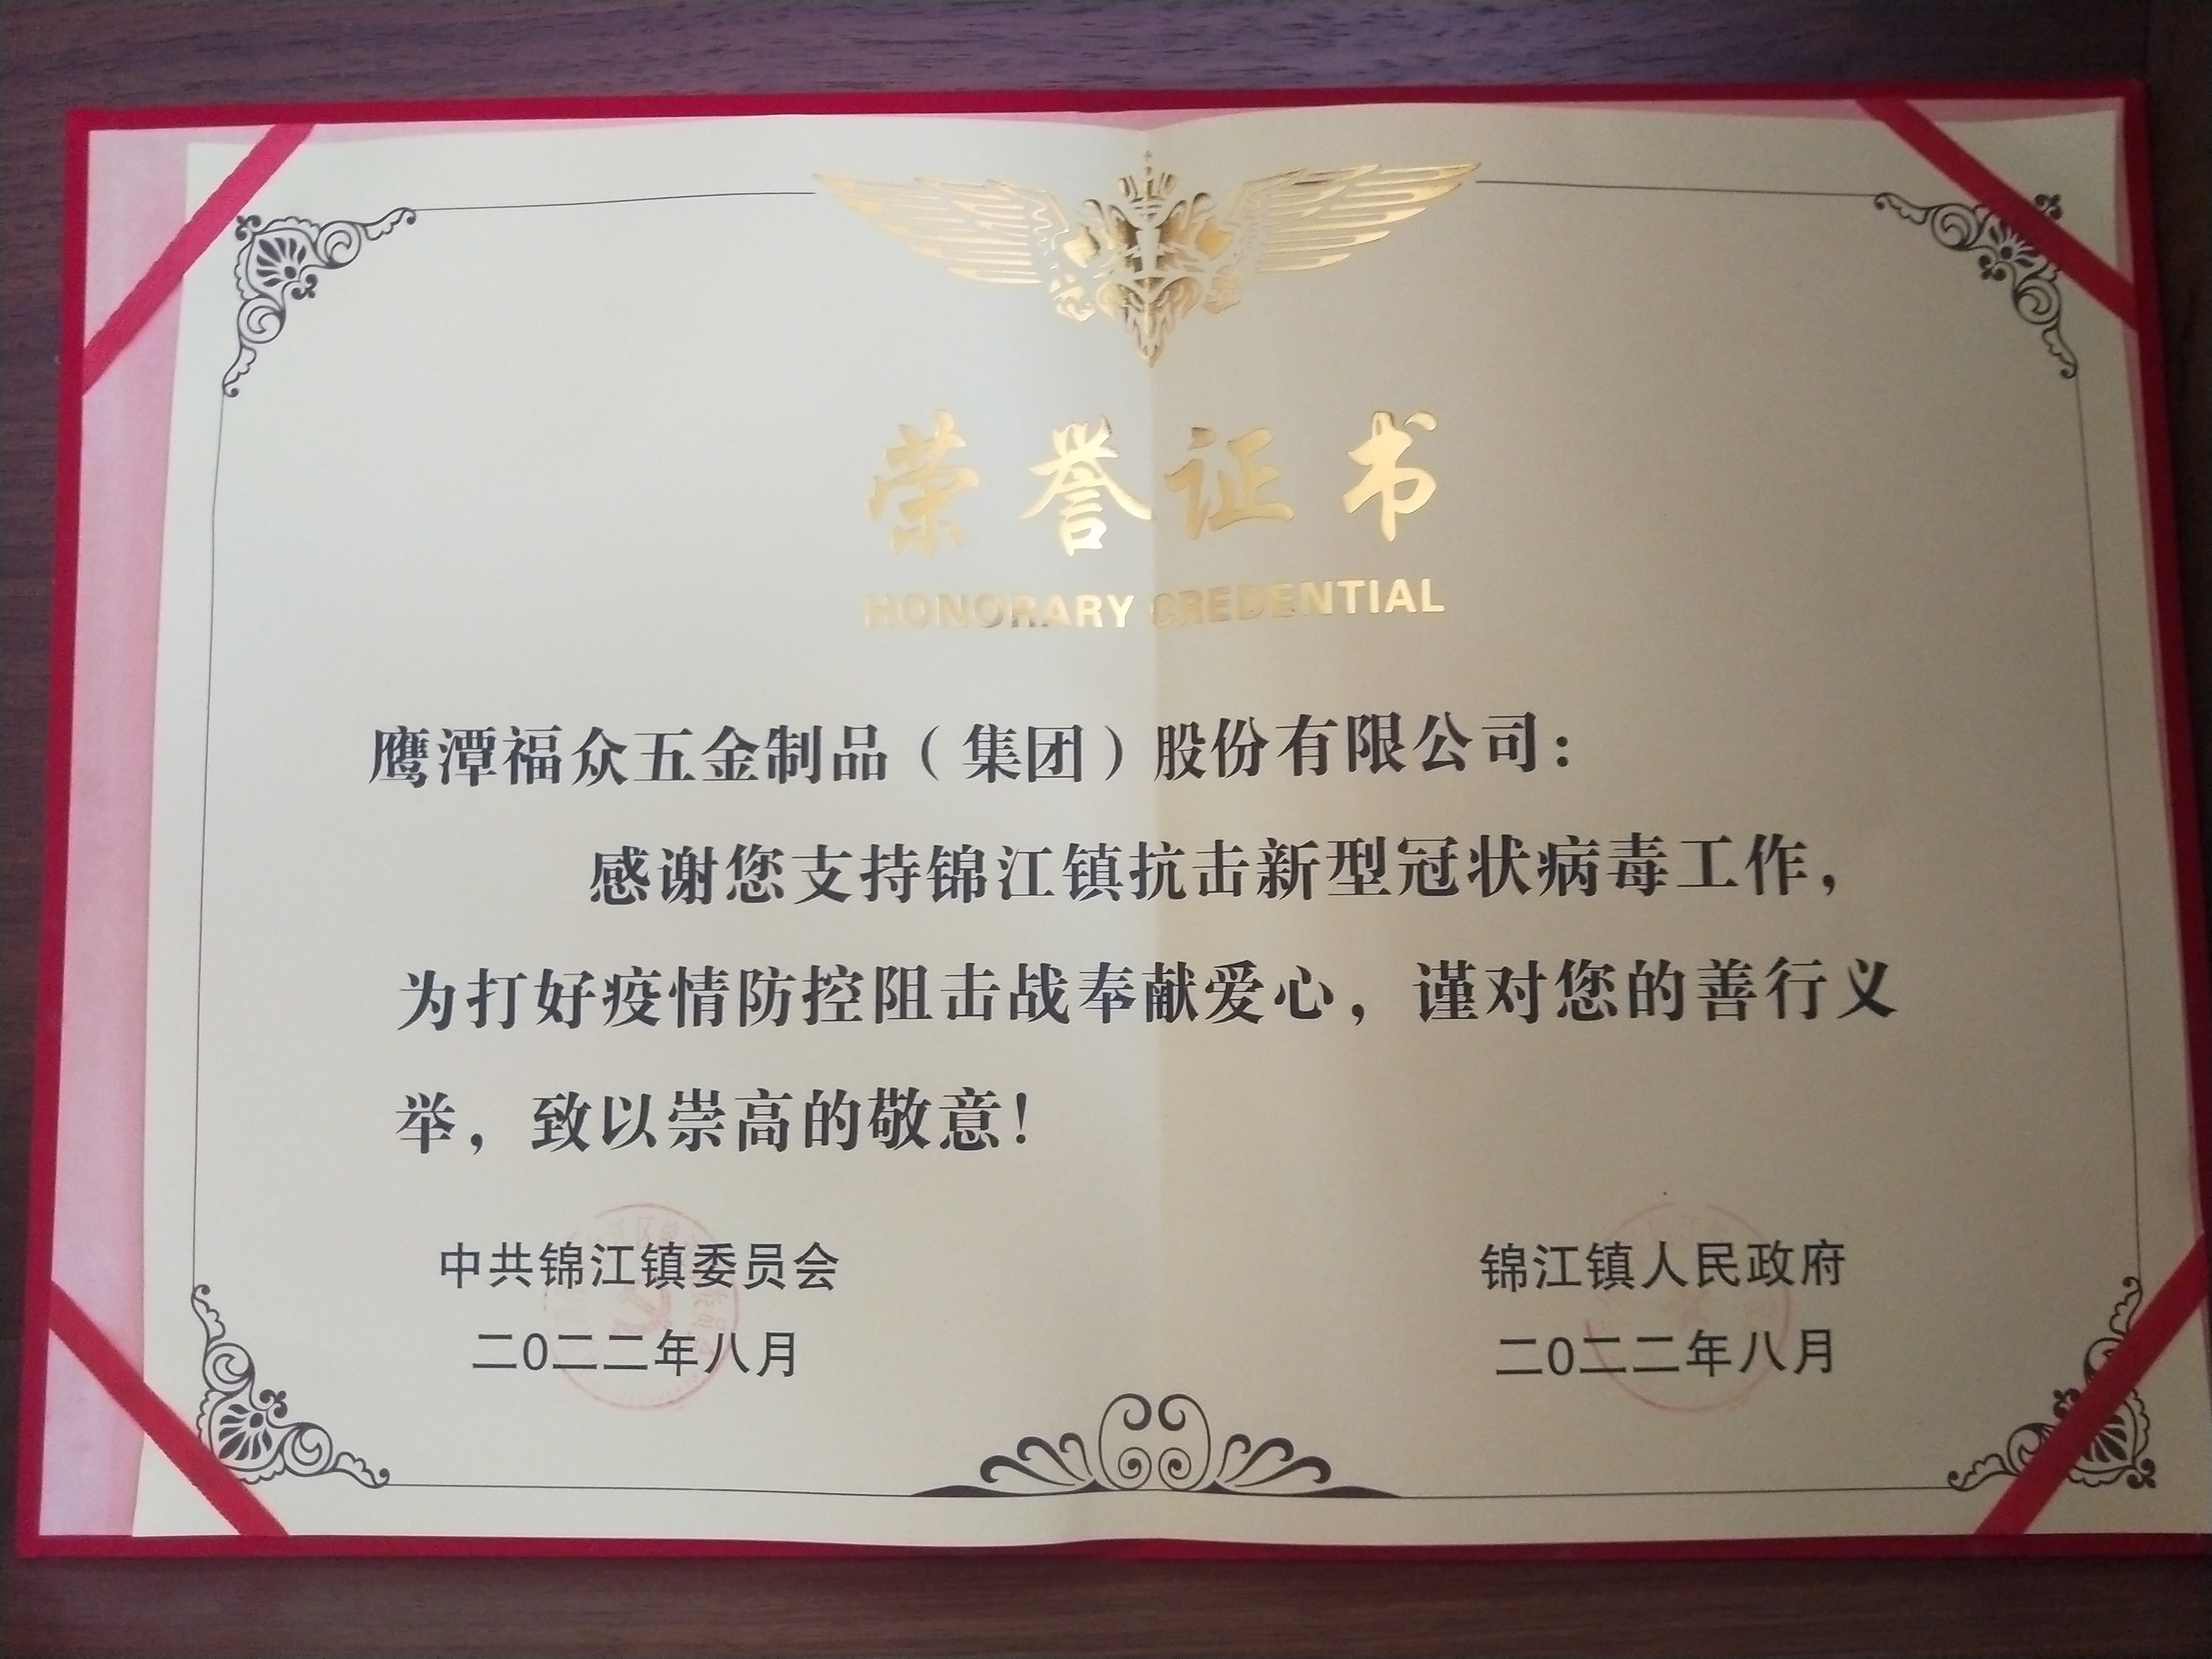 荣誉证书
HONORARY CREDENTIAL
鹰潭福众五金制品（集团）股份有限公司：
感谢您支持锦江镇抗击新型冠状病毒工作，
为打好疫情防控阻击战奉献爱心，谨对您的善行义
举，致以崇高的敬意！
中共锦江镇委员会
锦江镇人民政府
二0二二年八月
二0二二年八月